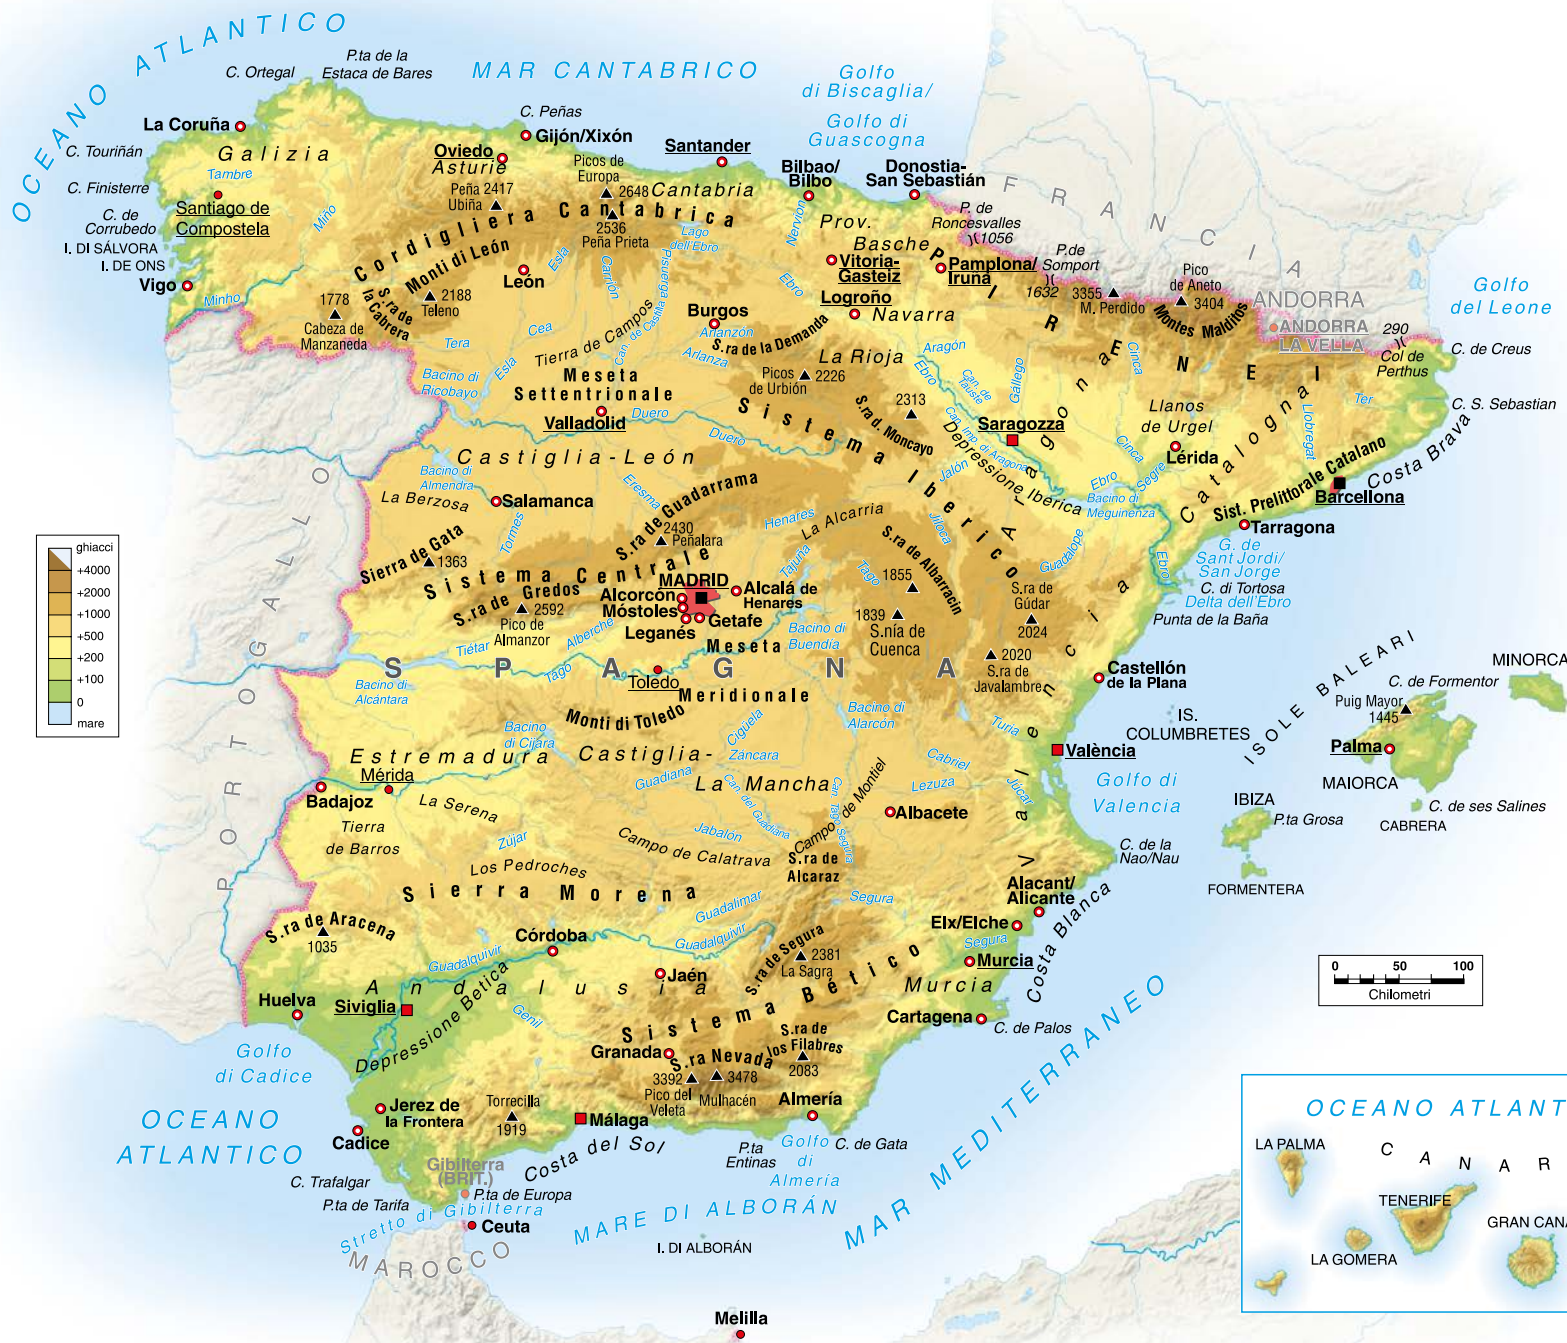 OCEANO ATLANTICO
MAR CANTABRICO
Golfo
di Biscaglia/
Golfo di
Guascogna
C. Ortegal
P.ta de la
Estaca de Bares
C. Peñas
La Coruña
Gijón/Xixón
C. Touriñán
Galizia
Tambre
Oviedo
Asturie
Picos de
Europa
Santander
Bilbao/
Bilbo
Donostia-
San Sebastián
FRANCIA
C. Finisterre
Santiago de
Compostela
Miño
Peña 2417
Ubiña
2648
Cantabria
Nervion
Prov.
Basche
P. de
Roncesvalles
1056
C. de
Corrubedo
I. DI SÁLVORA
I. DE ONS
Cordigliera Cantabrica
2536
Peña Prieta
Lago
dell'Ebro
Vitoria-
Gasteiz
Pamplona/
Iruna
P.de
Somport
1632
Pico
de Aneto
3404
3355
M. Perdido
Montes Malditos
ANDORRA
ANDORRA
LA VELLA
Golfo
del Leone
Vigo
Minho
Monti di León
León
Esla
Carrión
Pisuerga
Ebro
Logroño
Navarra
PIRENEI
1778
Cabeza de
Manzaneda
S.ra de
la Cabrera
2188
Teleno
Cea
Tera
Tierra de Campos
Can. de Castilla
Burgos
Arlanzón
Arlanza
S.ra de la Demanda
La Rioja
Aragón
Ebro
Can. de
Tauste
Gallego
Cinca
290
Col de
Perthus
C. de Creus
Bacino di
Ricobayo
Esla
Meseta
Settentrionale
Picos
de Urbión
2226
2313
S.ra d. Moncayo
Can. Imp. di Aragona
Aragona
Llanos
de Urgel
Catalogna
Llobregat
Ter
C. S. Sebastian
Valladolid
Duero
Duero
Sistema Iberico
Saragozza
Depressione Iberica
Lérida
Cinca
Segre
Costa Brava
Castiglia-León
Bacino di
Almendra
La Berzosa
Salamanca
Eresma
S.ra de Guadarrama
Jalón
Ebro
Bacino di
Meguinenza
Sist. Prelittorale Catalano
Barcellona
Tarragona
Tormes
2430
Peñalara
Henares
La Alcarria
Jiloca
Guadalope
G. de
Sant Jordi/
San Jorge
Sierra de Gata
1363
Sistema Centrale
S.ra de Gredos
2592
Pico de
Almanzor
MADRID
Alcorcón
Móstoles
Leganés
Getafe
Alcalá de
Henares
Tajuña
Tago
1855
S.ra de Albarracin
1839
S.nía de
Cuenca
S.ra de
Gúdar
2024
Ebro
C. di Tortosa
Delta dell'Ebro
Punta de la Baña
ghiacci
+4000
+2000
+1000
+500
+200
+100
0
mare
PORTOGALLO
Tiétar
Alberche
Bacino di
Buendía
Meseta
Meridionale
2020
S.ra de
Javalambre
SPAGNA
Bacino di
Alcántara
Tago
Toledo
Monti di Toledo
Castellón
de la Plana
IS.
COLUMBRETES
ISOLE BALEARI
MINORCA
C. de Formentor
Puig Mayor
1445
Palma
MAIORCA
Bacino
di Cijara
Cigüela
Záncara
Bacino di
Alarcón
Turia
València
Valencia
Golfo di
Valencia
Estremadura
Mérida
Badajoz
Castiglia-
La Mancha
Guadiana
Can. del Guadiana
Can. Tago-Segura
Cabriel
Lezuza
Júcar
Albacete
IBIZA
P.ta Grosa
C. de ses Salines
CABRERA
FORMENTERA
La Serena
Tierra
de Barros
Zújar
Campo de Calatrava
Jabalón
Campo de Montiel
S.ra de
Alcaraz
C. de la
Nao/Nau
Los Pedroches
Sierra Morena
Guadalimar
Segura
Alacant/
Alicante
Elx/Elche
Costa Blanca
S.ra de Aracena
1035
Córdoba
Guadalquivir
Guadalquivir
S.ra de Segura
2381
La Sagra
Segura
Murcia
Murcia
Jaén
Andalusia
Depressione Betica
Siviglia
Huelva
Genil
Sistema Bético
Cartagena
C. de Palos
0 50 100
Chilometri
Golfo
di Cadice
Granada
S.ra Nevada
3392
Pico del
Veleta
3478
Mulhacén
S.ra de
los Filabres
2083
MAR MEDITERRANEO
OCEANO
ATLANTICO
Jerez de
la Frontera
Cadice
Torrecilla
1919
Málaga
Costa del Sol
Almería
P.ta
Entinas
Golfo
di
Almería
C. de Gata
C. Trafalgar
P.ta de Tarifa
Gibilterra
(BRIT.)
P.ta de Europa
Stretto di Gibilterra
Ceuta
MARE DI ALBORÁN
I. DI ALBORÁN
MAROCCO
Melilla
OCEANO ATLANT
CANAR
LA PALMA
TENERIFE
LA GOMERA
GRAN CANA